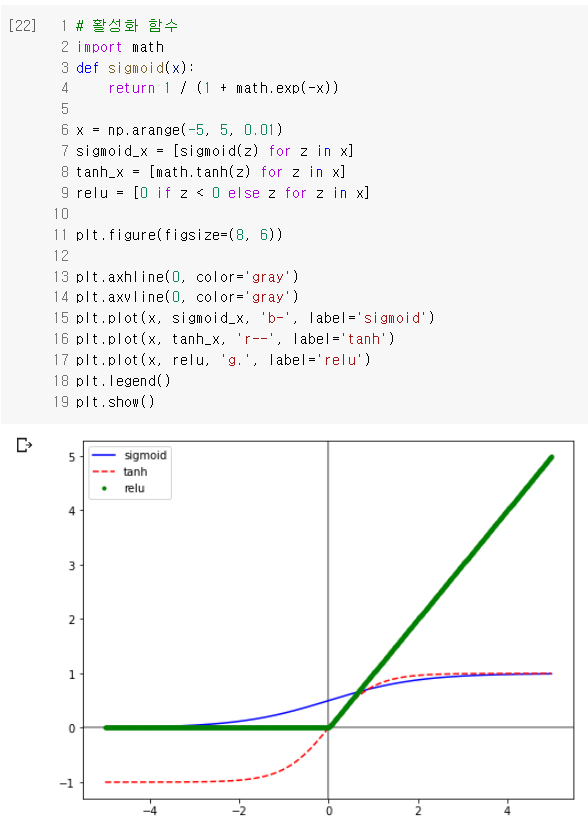 [22]
1 # 활성화 함수
2 import math
3 def sigmoid(x):
4     return 1 / (1 + math.exp(-x))
5
6 x = np.arange(-5, 5, 0.01)
7 sigmoid_x = [sigmoid(z) for z in x]
8 tanh_x = [math.tanh(z) for z in x]
9 relu = [0 if z < 0 else z for z in x]
10
11 plt.figure(figsize=(8, 6))
12
13 plt.axhline(0, color='gray')
14 plt.axvline(0, color='gray')
15 plt.plot(x, sigmoid_x, 'b-', label='sigmoid')
16 plt.plot(x, tanh_x, 'r--', label='tanh')
17 plt.plot(x, relu, 'g.', label='relu')
18 plt.legend()
19 plt.show()
sigmoid
tanh
relu
5
4
3
2
1
0
−1
−4
−2
0
2
4